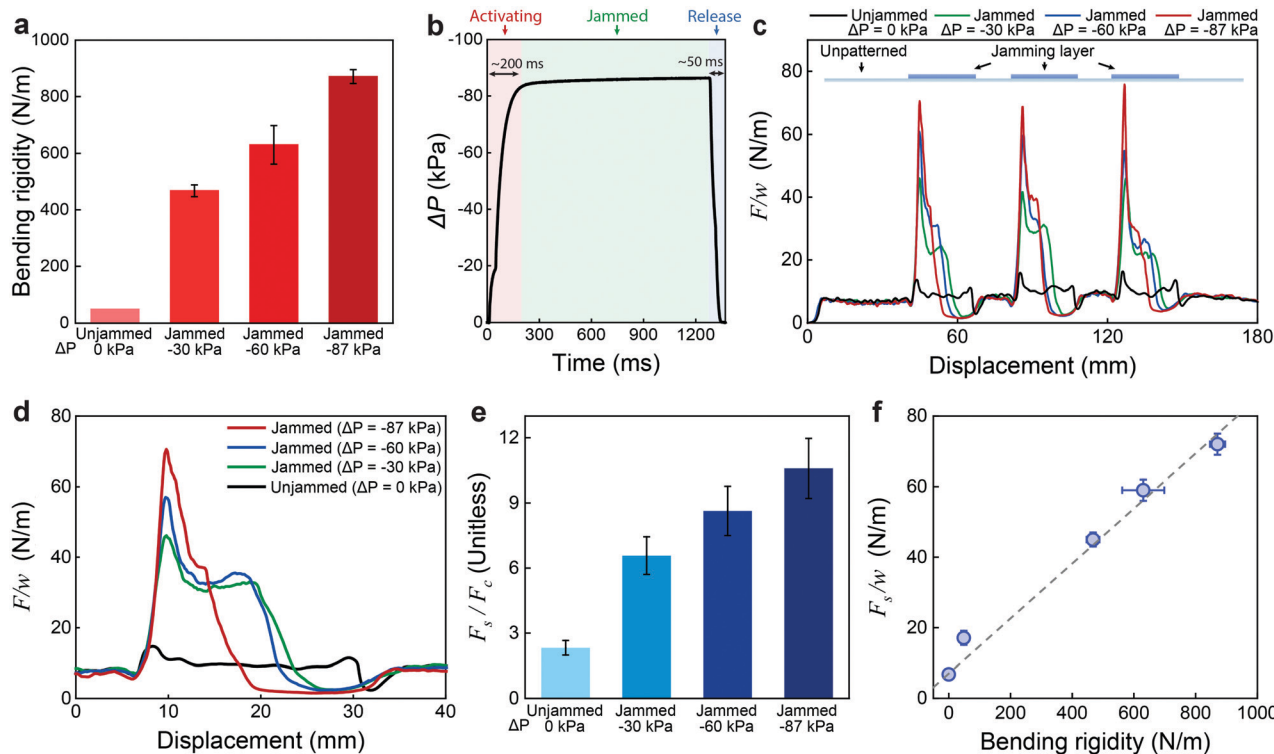 a
Bending rigidity (N/m)
1000
800
600
400
200
0
Unjammed Jammed Jammed Jammed
ΔP 0 kPa -30 kPa -60 kPa -87 kPa
b
Activating Jammed Release
~200 ms ~50 ms
ΔP (kPa)
-100
-80
-60
-40
-20
0
0 300 600 900 1200
Time (ms)
c
Unjammed Jammed Jammed Jammed
ΔP = 0 kPa ΔP = -30 kPa ΔP = -60 kPa ΔP = -87 kPa
Unpatterned Jamming layer
F/w (N/m)
80
60
40
20
0
0 60 120 180
Displacement (mm)
d
Jammed (ΔP = -87 kPa)
Jammed (ΔP = -60 kPa)
Jammed (ΔP = -30 kPa)
Unjammed (ΔP = 0 kPa)
F/w (N/m)
80
60
40
20
0
0 10 20 30 40
Displacement (mm)
e
Fs / Fc (Unitless)
12
9
6
3
0
Unjammed Jammed Jammed Jammed
ΔP 0 kPa -30 kPa -60 kPa -87 kPa
f
Fs/w (N/m)
80
60
40
20
0
0 200 400 600 800 1000
Bending rigidity (N/m)